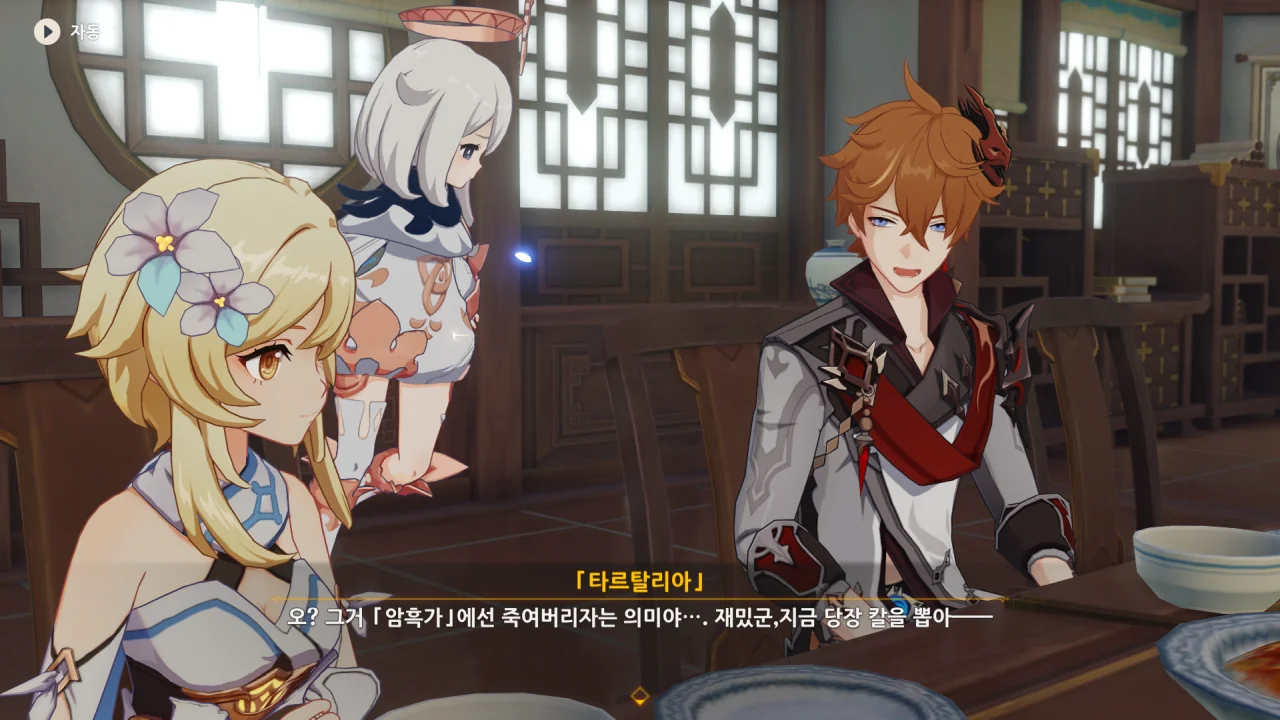 자동
「타르탈리아」
오? 그거 「암흑가」에선 죽여버리자는 의미야…. 재밌군,지금 당장 칼을 뽑아──